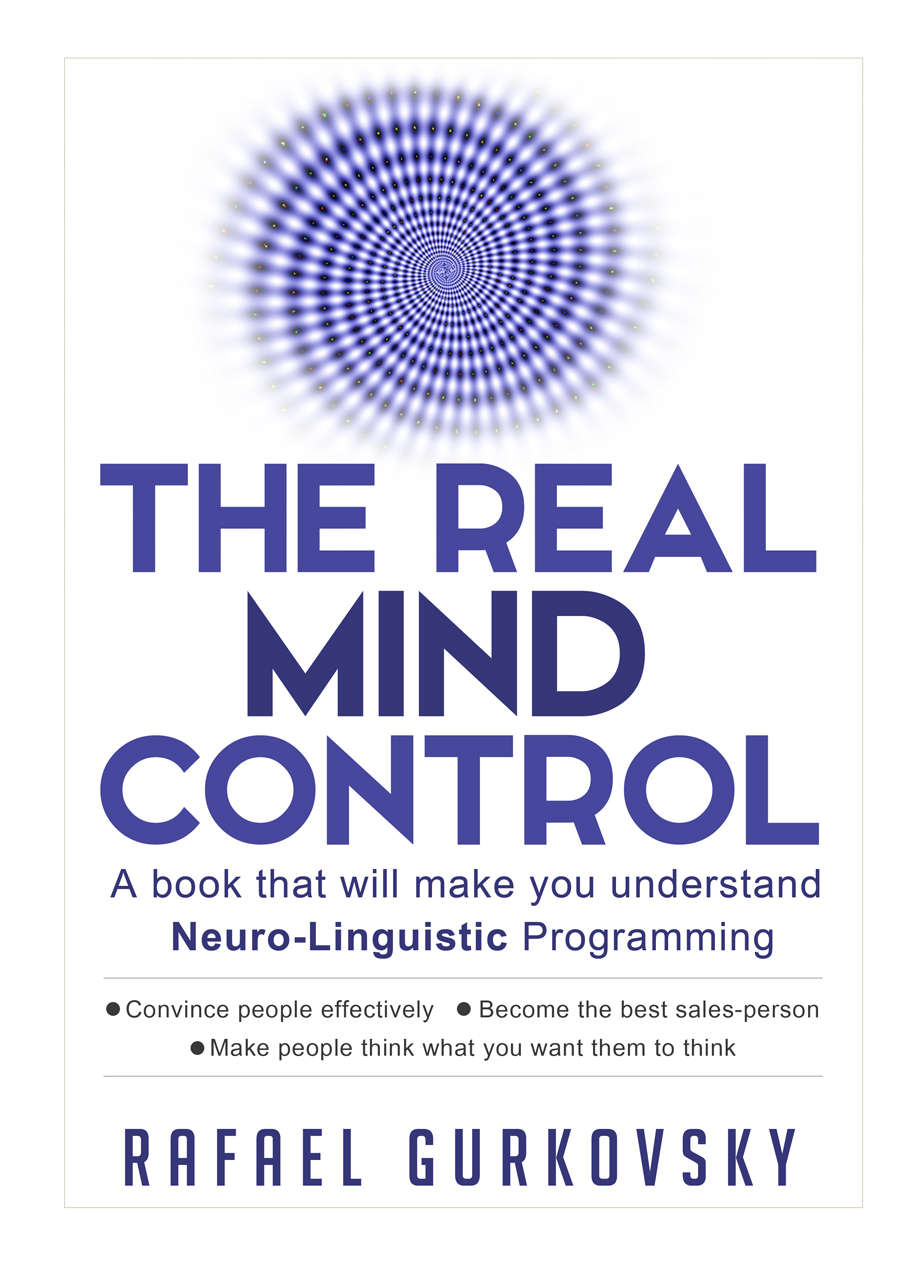 THE REAL
MIND
CONTROL
A book that will make you understand
Neuro-Linguistic Programming
● Convince people effectively ● Become the best sales-person
● Make people think what you want them to think
RAFAEL GURKOVSKY